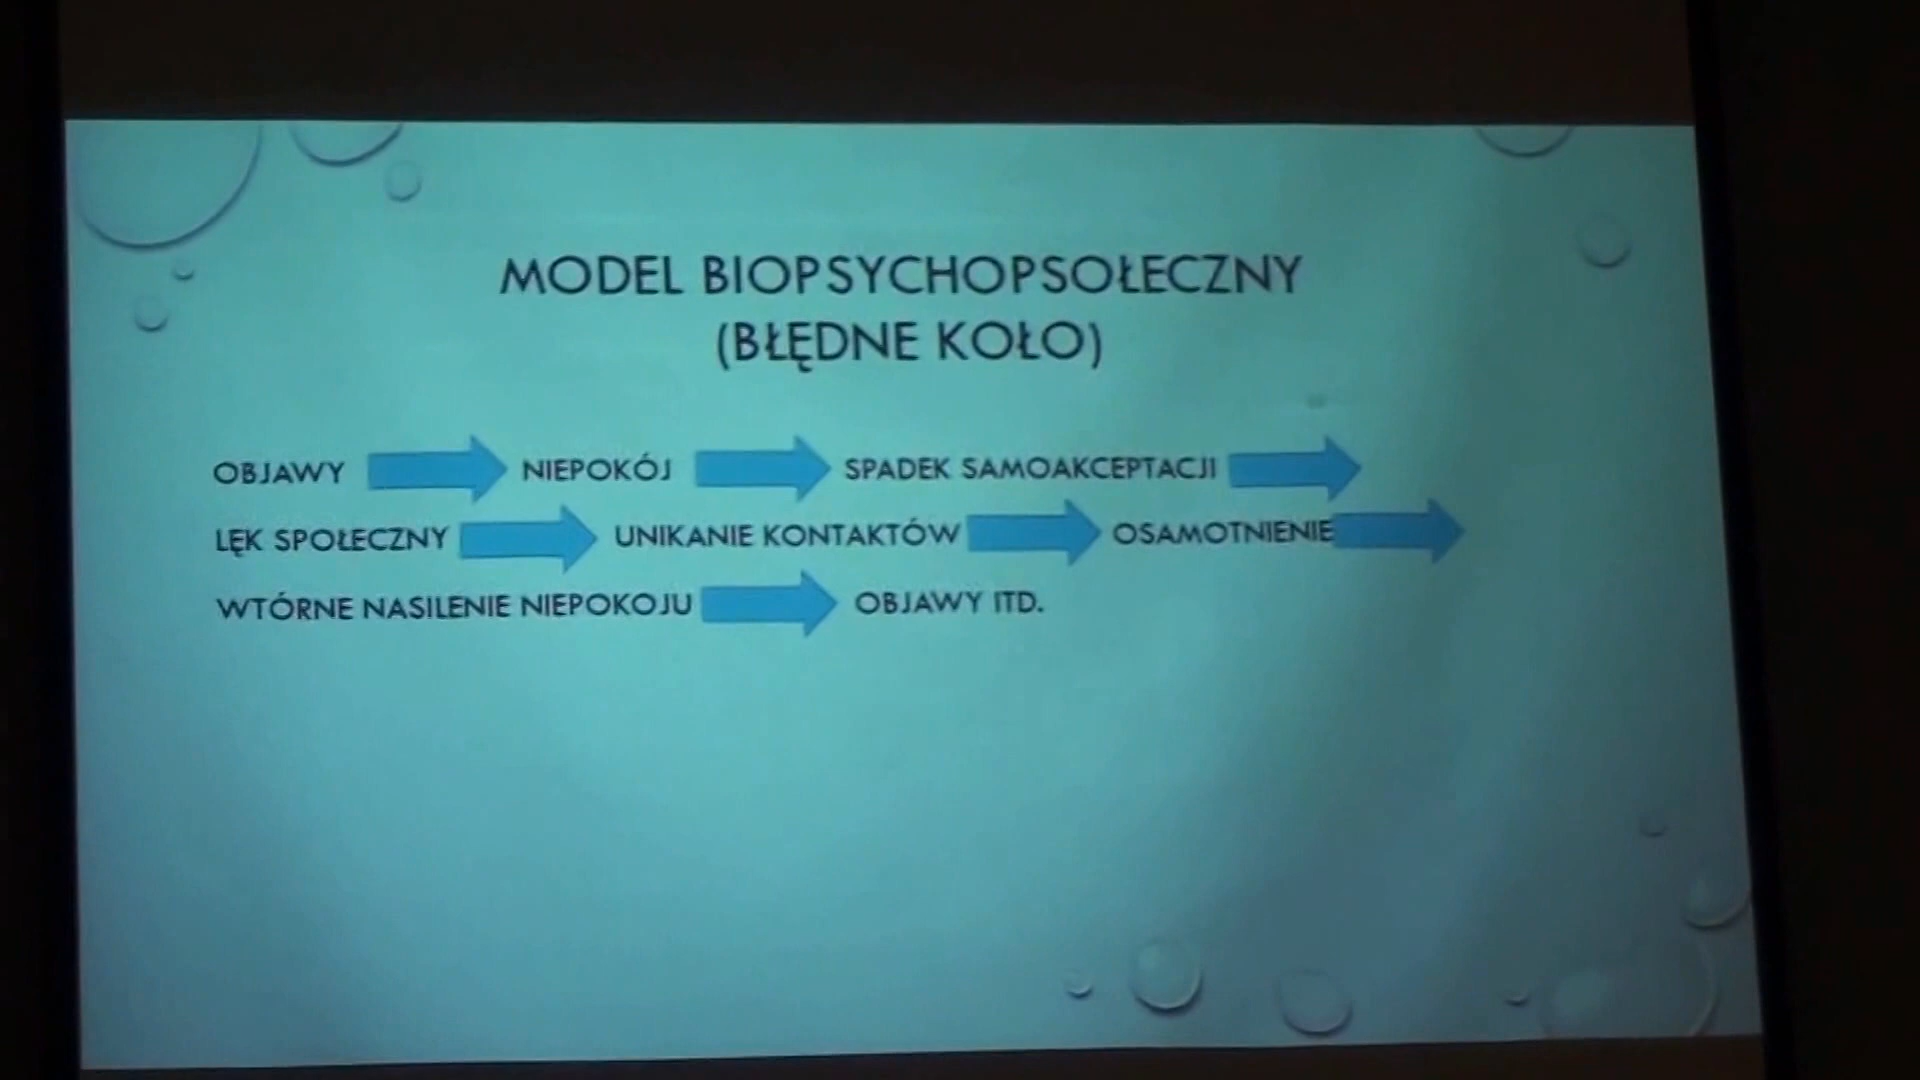 MODEL BIOPSYCHOPSOŁECZNY
(BŁĘDNE KOŁO)
OBJAWY NIEPOKÓJ SPADEK SAMOAKCEPTACJI
LĘK SPOŁECZNY UNIKANIE KONTAKTÓW OSAMOTNIENIE
WTÓRNE NASILENIE NIEPOKOJU OBJAWY ITD.